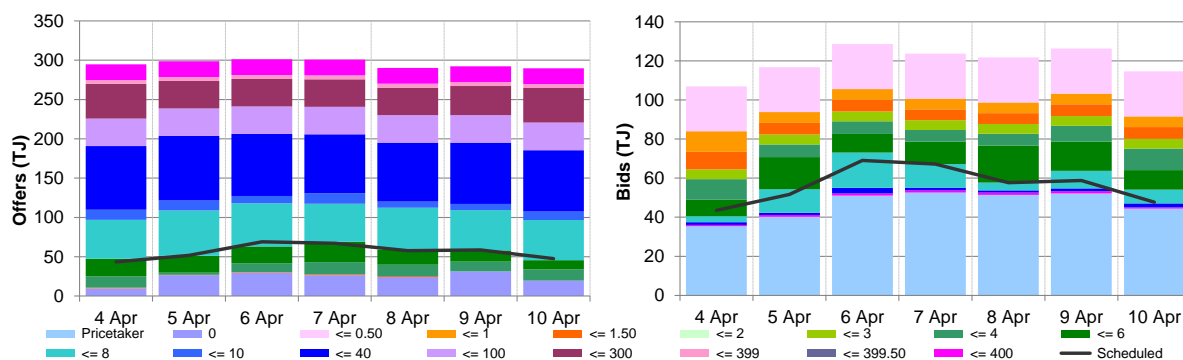 350
300
250
200
150
100
50
0
Offers (TJ)
4 Apr 5 Apr 6 Apr 7 Apr 8 Apr 9 Apr 10 Apr
140
120
100
80
60
40
20
0
Bids (TJ)
4 Apr 5 Apr 6 Apr 7 Apr 8 Apr 9 Apr 10 Apr
Pricetaker 0 <= 0.50 <= 1 <= 1.50 <= 2 <= 3 <= 4 <= 6
<= 8 <= 10 <= 40 <= 100 <= 300 <= 399 <= 399.50 <= 400 Scheduled